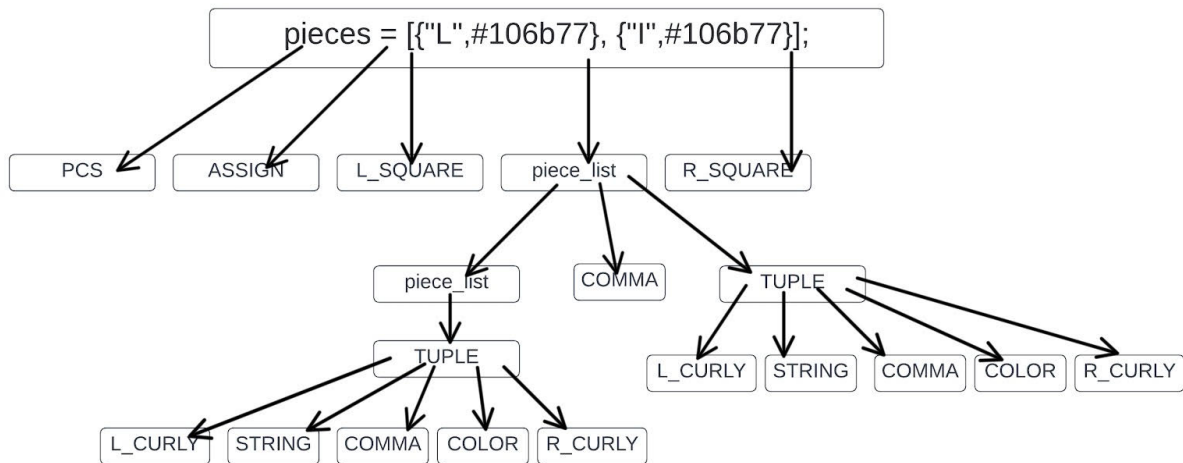 pieces = [{"L",#106b77}, {"I",#106b77}];
PCS ASSIGN L_SQUARE piece_list R_SQUARE
piece_list COMMA TUPLE
TUPLE
L_CURLY STRING COMMA COLOR R_CURLY
L_CURLY STRING COMMA COLOR R_CURLY